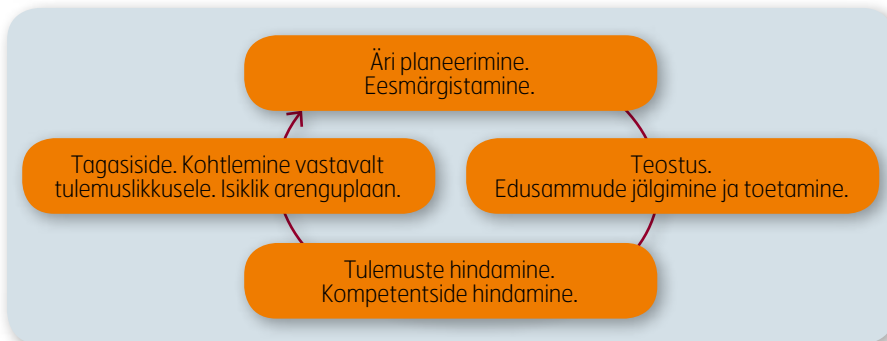 Äri planeerimine.
Eesmärgistamine.
Tagasiside. Kohtlemine vastavalt
tulemuslikkusele. Isiklik arenguplaan.
Teostus.
Edusammude jälgimine ja toetamine.
Tulemuste hindamine.
Kompetentside hindamine.